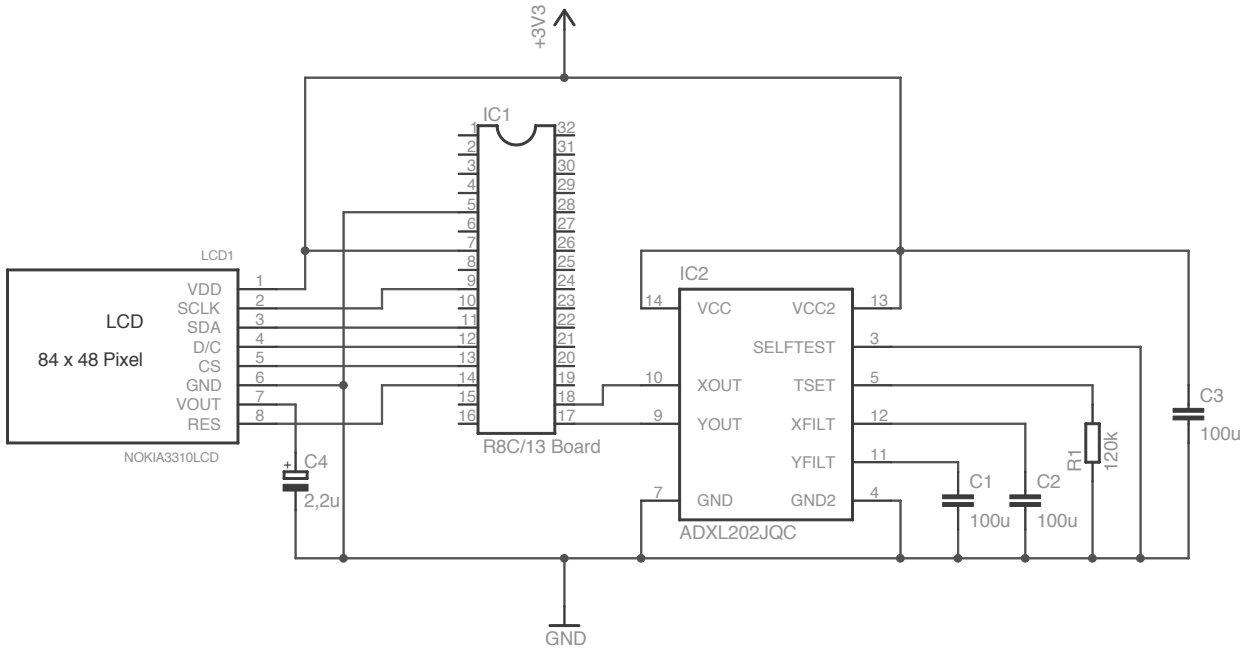 +3V3
IC1
1
2
3
4
5
6
7
8
9
10
11
12
13
14
15
16
32
31
30
29
28
27
26
25
24
23
22
21
20
19
18
17
R8C/13 Board
LCD1
LCD
84 x 48 Pixel
VDD 1
SCLK 2
SDA 3
D/C 4
CS 5
GND 6
VOUT 7
RES 8
NOKIA3310LCD
C4
+
2,2u
IC2
14 VCC VCC2 13
SELFTEST 3
10 XOUT TSET 5
9 YOUT XFILT 12
YFILT 11
7 GND GND2 4
ADXL202JQC
C1
100u
C2
100u
R1
120k
C3
100u
GND